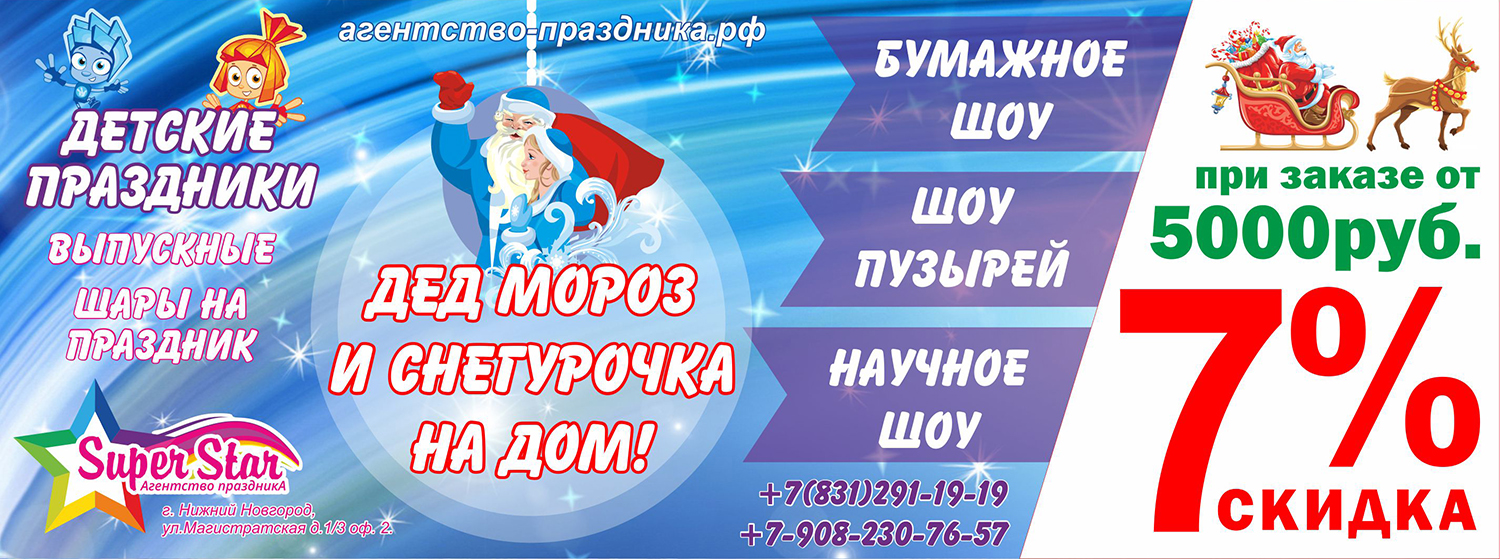 агентство-праздника.рф
ДЕТСКИЕ
ПРАЗДНИКИ
ВЫПУСКНЫЕ
ШАРЫ НА
ПРАЗДНИК
Super Star
Агентство праздникА
г. Нижний Новгород,
ул.Магистратская д.1/3 оф. 2.
ДЕД МОРОЗ
И СНЕГУРОЧКА
НА ДОМ!
БУМАЖНОЕ
ШОУ
ШОУ
ПУЗЫРЕЙ
НАУЧНОЕ
ШОУ
+7(831)291-19-19
+7-908-230-76-57
при заказе от
5000руб.
7%
СКИДКА